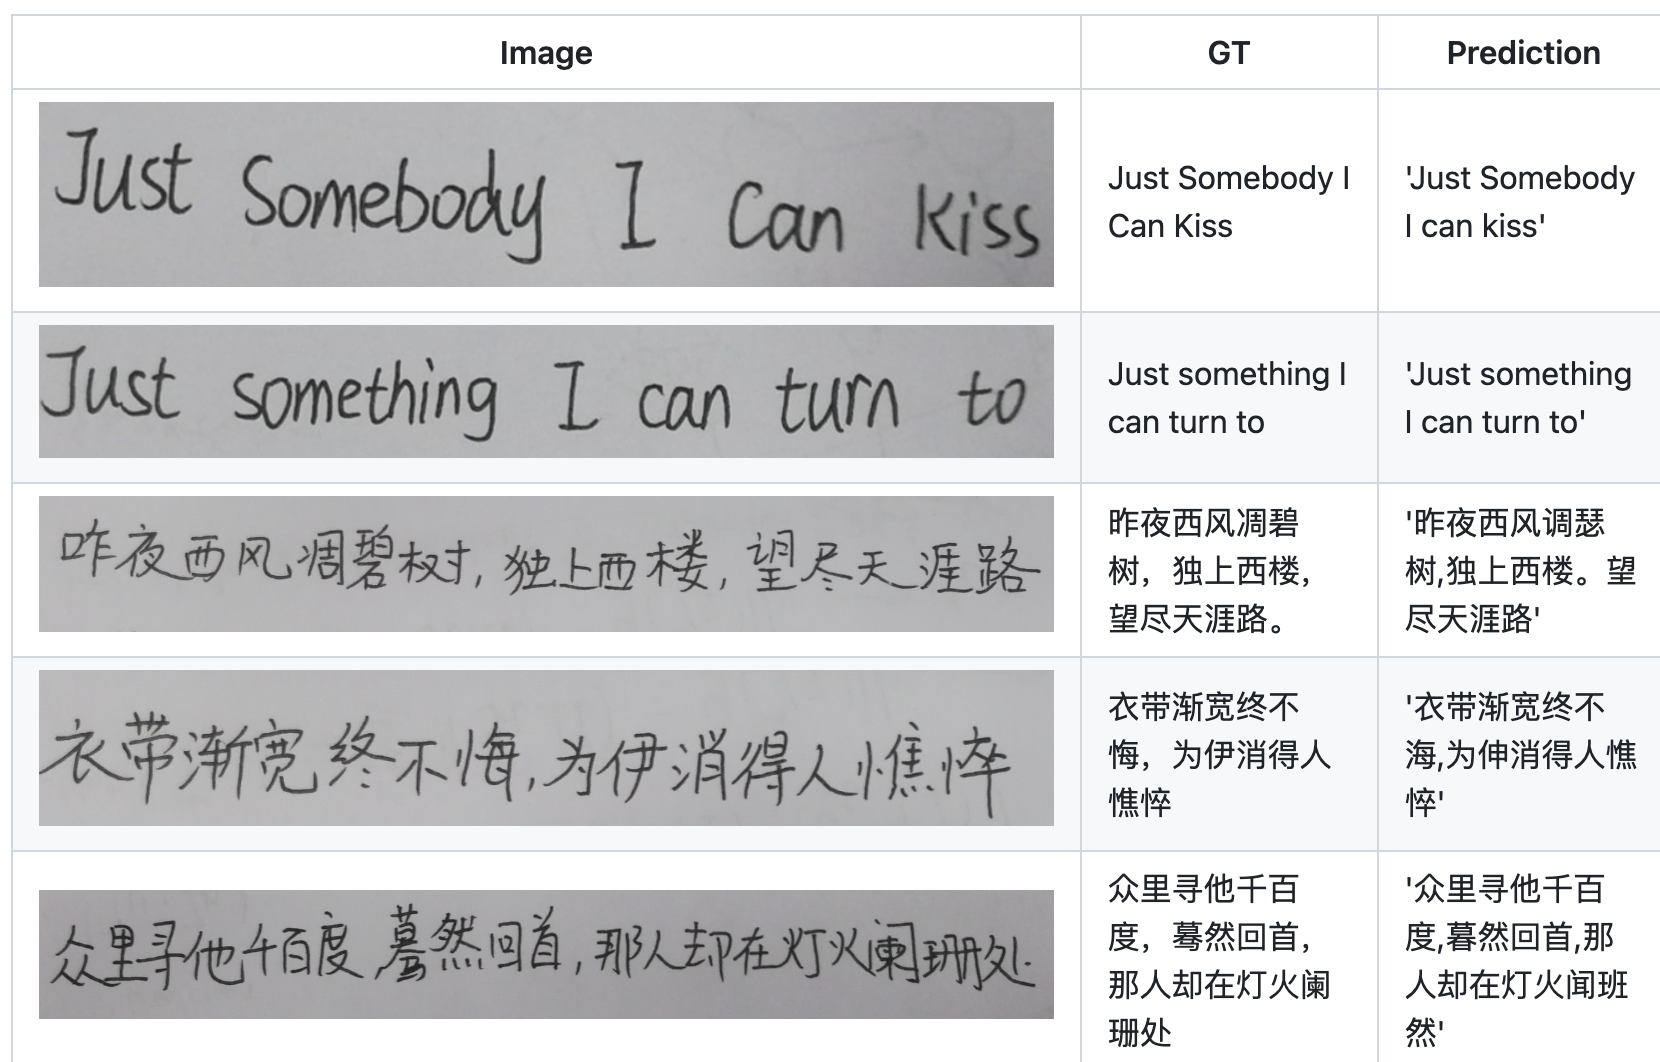 Image GT Prediction
Just Somebody I Can Kiss
Just Somebody I
Can Kiss
'Just Somebody
I can kiss'
Just something I can turn to
Just something I
can turn to
'Just something
I can turn to'
昨夜西风凋碧树,独上西楼,望尽天涯路
昨夜西风凋碧
树，独上西楼，
望尽天涯路。
'昨夜西风调瑟
树,独上西楼。望
尽天涯路'
衣带渐宽终不悔,为伊消得人憔悴
衣带渐宽终不
悔，为伊消得人
憔悴
'衣带渐宽终不
海,为伸消得人憔
悴'
众里寻他千百度,蓦然回首,那人却在灯火阑珊处.
众里寻他千百
度，蓦然回首，
那人却在灯火阑
珊处
'众里寻他千百
度,暮然回首,那
人却在灯火闻班
然'